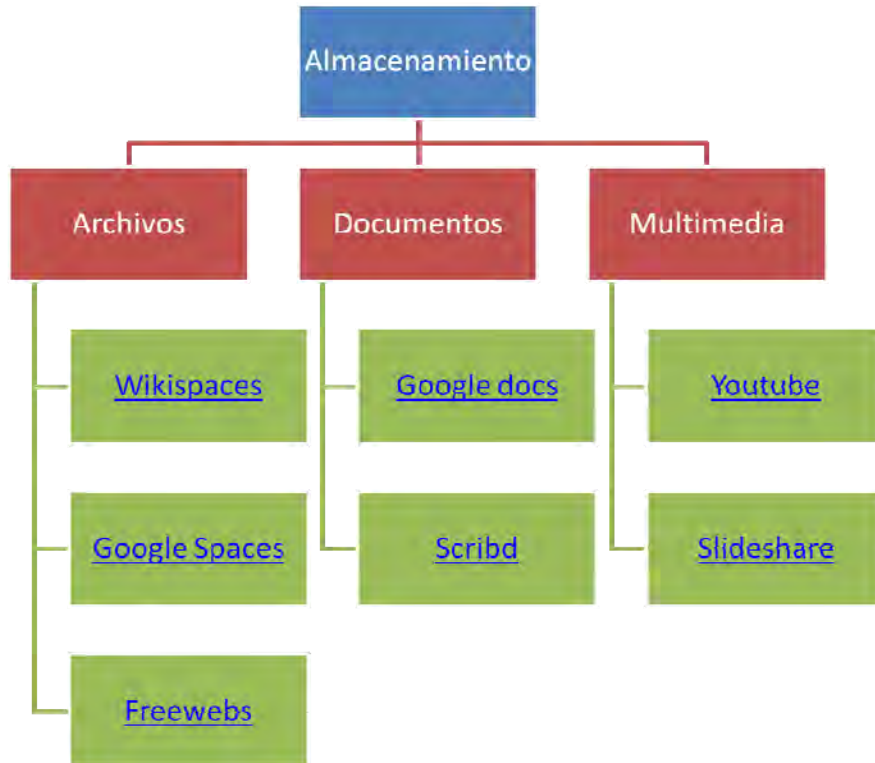 Almacenamiento
Archivos
Documentos
Multimedia
Wikispaces
Google docs
Youtube
Google Spaces
Scribd
Slideshare
Freewebs